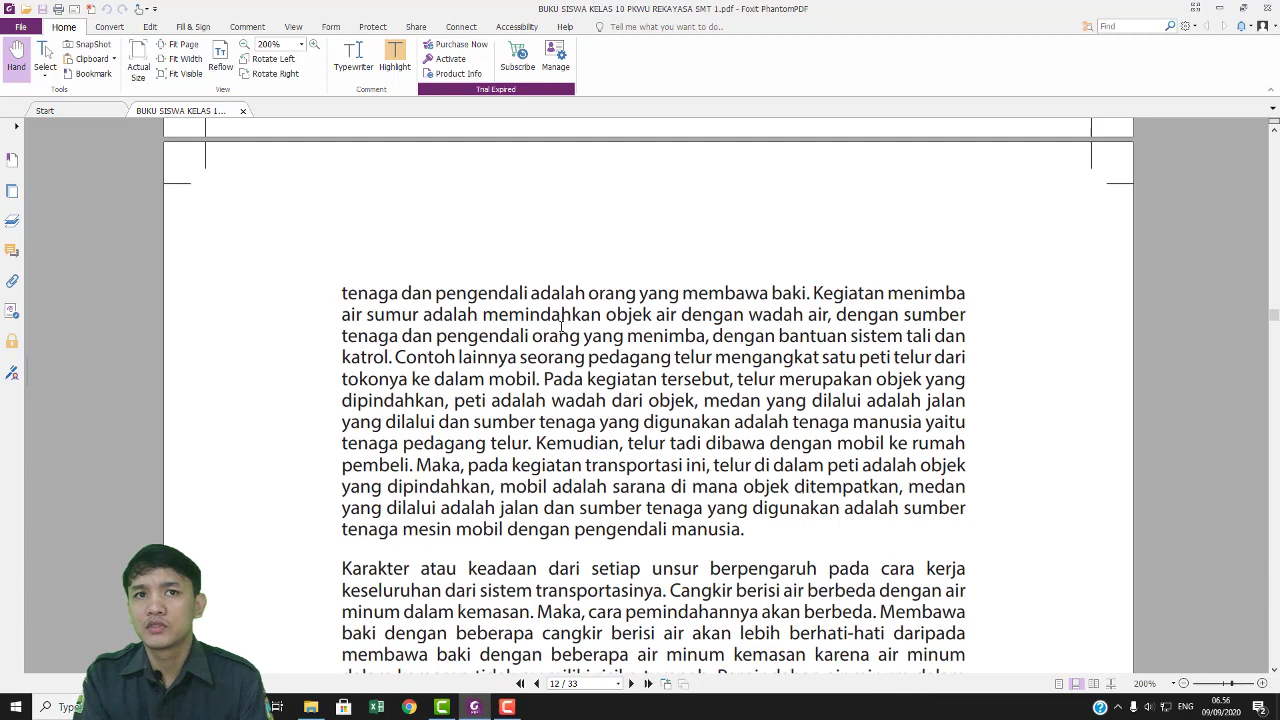 BUKU SISWA KELAS 10 PKWU REKAYASA SMT 1.pdf - Foxit PhantomPDF
File Home Convert Edit Fill & Sign Comment View Form Protect Share Connect Accessibility Help Tell me what you want to do... Find
SnapShot
Clipboard
Bookmark
Hand Select
Tools
Actual Size
Fit Page
Fit Width
Fit Visible
Reflow
200%
Rotate Left
Rotate Right
View
Typewriter Highlight
Comment
Purchase Now
Activate
Product Info
Subscribe Manage
Trial Expired
Start BUKU SISWA KELAS 1...
tenaga dan pengendali adalah orang yang membawa baki. Kegiatan menimba
air sumur adalah memindahkan objek air dengan wadah air, dengan sumber
tenaga dan pengendali orang yang menimba, dengan bantuan sistem tali dan
katrol. Contoh lainnya seorang pedagang telur mengangkat satu peti telur dari
tokonya ke dalam mobil. Pada kegiatan tersebut, telur merupakan objek yang
dipindahkan, peti adalah wadah dari objek, medan yang dilalui adalah jalan
yang dilalui dan sumber tenaga yang digunakan adalah tenaga manusia yaitu
tenaga pedagang telur. Kemudian, telur tadi dibawa dengan mobil ke rumah
pembeli. Maka, pada kegiatan transportasi ini, telur di dalam peti adalah objek
yang dipindahkan, mobil adalah sarana di mana objek ditempatkan, medan
yang dilalui adalah jalan dan sumber tenaga yang digunakan adalah sumber
tenaga mesin mobil dengan pengendali manusia.
Karakter atau keadaan dari setiap unsur berpengaruh pada cara kerja
keseluruhan dari sistem transportasinya. Cangkir berisi air berbeda dengan air
minum dalam kemasan. Maka, cara pemindahannya akan berbeda. Membawa
baki dengan beberapa cangkir berisi air akan lebih berhati-hati daripada
membawa baki dengan beberapa air minum kemasan karena air minum
12 / 33
200%
Type
ENG
06.56
09/09/2020